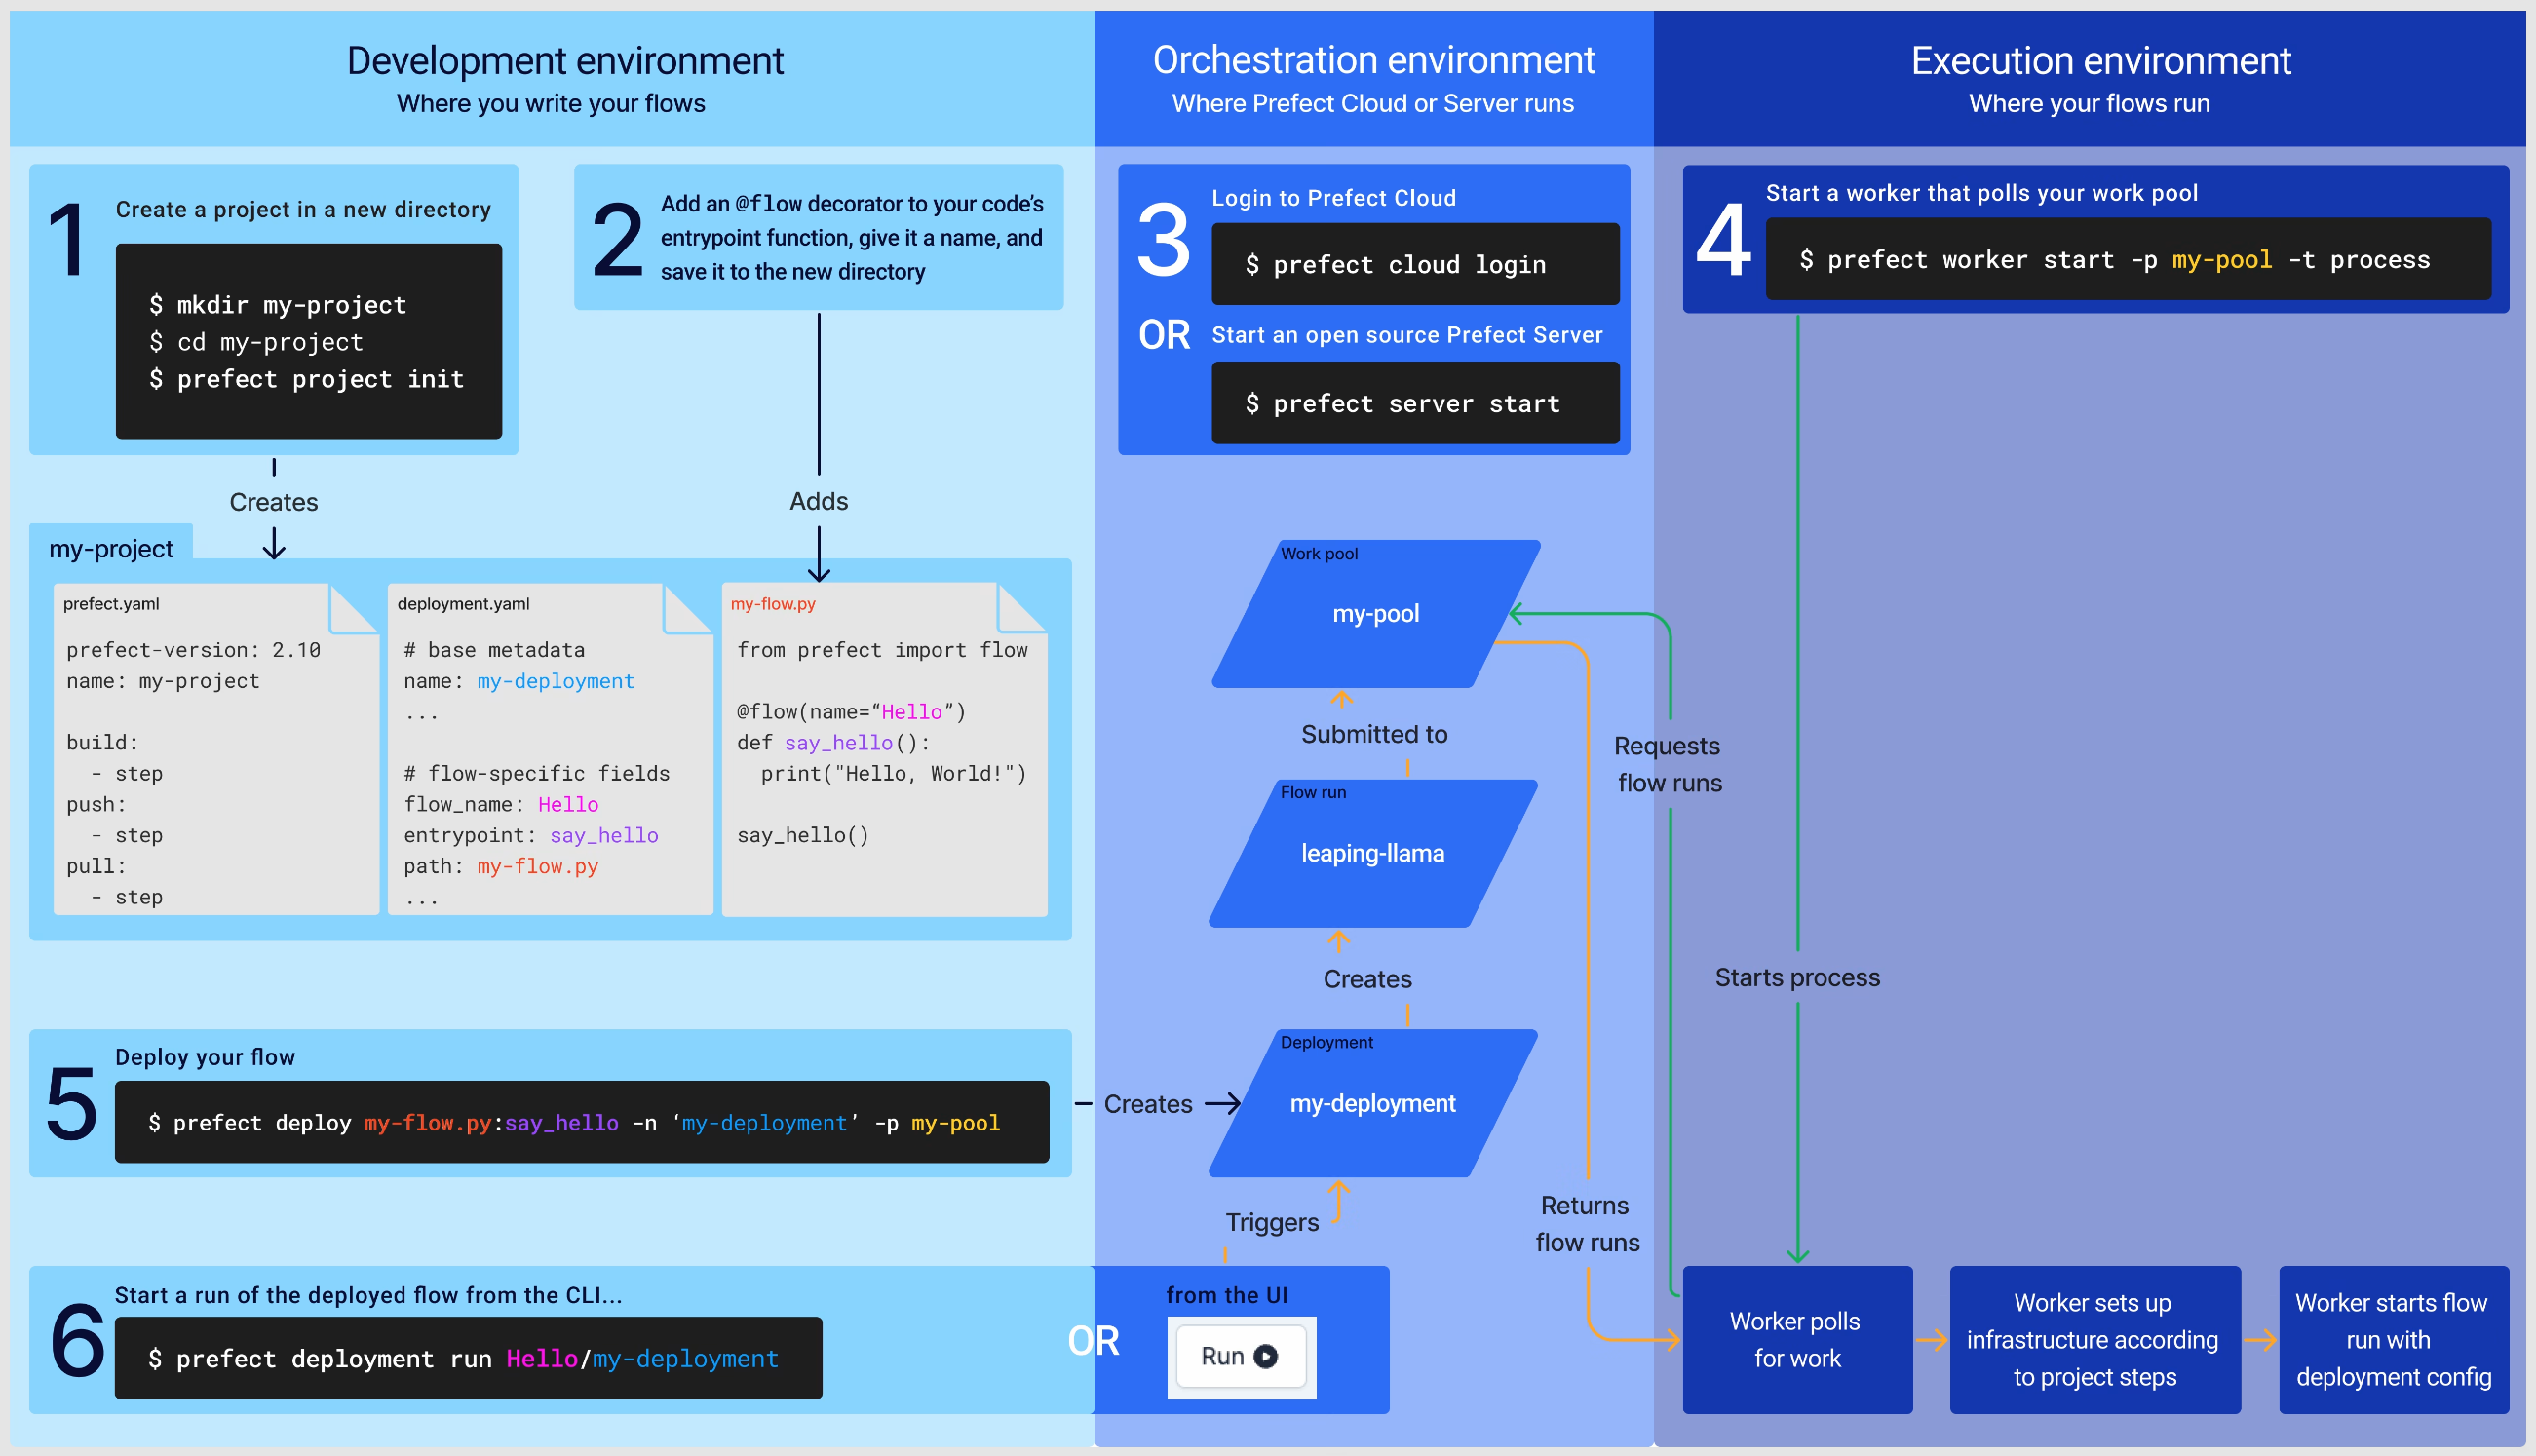 Development environment
Where you write your flows
Orchestration environment
Where Prefect Cloud or Server runs
Execution environment
Where your flows run
1
Create a project in a new directory
$ mkdir my-project
$ cd my-project
$ prefect project init
2
Add an @flow decorator to your code’s
entrypoint function, give it a name, and
save it to the new directory
3
Login to Prefect Cloud
$ prefect cloud login
OR
Start an open source Prefect Server
$ prefect server start
4
Start a worker that polls your work pool
$ prefect worker start -p my-pool -t process
Creates
Adds
my-project
prefect.yaml
prefect-version: 2.10
name: my-project
build:
- step
push:
- step
pull:
- step
deployment.yaml
# base metadata
name: my-deployment
...
# flow-specific fields
flow_name: Hello
entrypoint: say_hello
path: my-flow.py
...
my-flow.py
from prefect import flow
@flow(name=“Hello”)
def say_hello():
print("Hello, World!")
say_hello()
Work pool
my-pool
Submitted to
Flow run
leaping-llama
Creates
Deployment
my-deployment
Requests
flow runs
Starts process
5
Deploy your flow
$ prefect deploy my-flow.py:say_hello -n ‘my-deployment’ -p my-pool
Creates
Triggers
Returns
flow runs
6
Start a run of the deployed flow from the CLI...
$ prefect deployment run Hello/my-deployment
OR
from the UI
Run
Worker polls
for work
Worker sets up
infrastructure according
to project steps
Worker starts flow
run with
deployment config